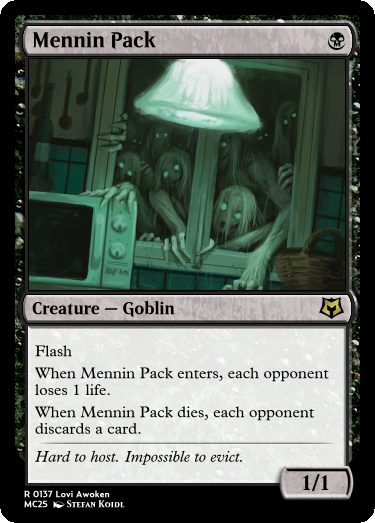 Mennin Pack
Creature — Goblin
Flash
When Mennin Pack enters, each opponent
loses 1 life.
When Mennin Pack dies, each opponent
discards a card.
Hard to host. Impossible to evict.
1/1
R 0137 Lovi Awoken
MC25 Stefan Koidl